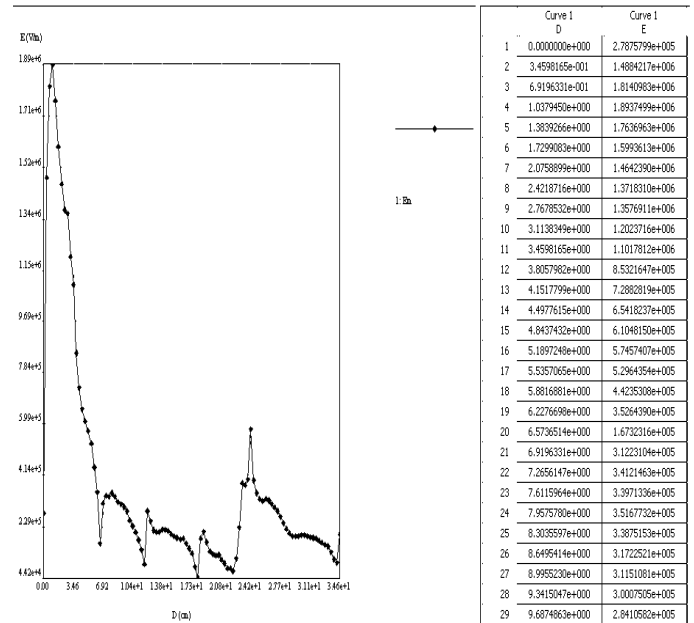 E(V/m)
1.89e+6
1.71e+6
1.52e+6
1.34e+6
1.15e+6
9.69e+5
7.84e+5
5.99e+5
4.14e+5
2.29e+5
4.42e+4
0.00 3.46 6.92 1.04e+1 1.38e+1 1.73e+1 2.08e+1 2.42e+1 2.77e+1 3.11e+1 3.46e+1
D (cm)
1: En
Curve 1 Curve 1
D E
1 0.0000000e+000 2.7875799e+005
2 3.4598165e-001 1.4884217e+006
3 6.9196331e-001 1.8140983e+006
4 1.0379450e+000 1.8937499e+006
5 1.3839266e+000 1.7636963e+006
6 1.7299083e+000 1.5993613e+006
7 2.0758899e+000 1.4642390e+006
8 2.4218716e+000 1.3718310e+006
9 2.7678532e+000 1.3576911e+006
10 3.1138349e+000 1.2023716e+006
11 3.4598165e+000 1.1017812e+006
12 3.8057982e+000 8.5321647e+005
13 4.1517799e+000 7.2882819e+005
14 4.4977615e+000 6.5418237e+005
15 4.8437432e+000 6.1048150e+005
16 5.1897248e+000 5.7457407e+005
17 5.5357065e+000 5.2964354e+005
18 5.8816881e+000 4.4235308e+005
19 6.2276698e+000 3.5264390e+005
20 6.5736514e+000 1.6732316e+005
21 6.9196331e+000 3.1223104e+005
22 7.2656147e+000 3.4121463e+005
23 7.6115964e+000 3.3971336e+005
24 7.9575780e+000 3.5167732e+005
25 8.3035597e+000 3.3875153e+005
26 8.6495414e+000 3.1722521e+005
27 8.9955230e+000 3.1151081e+005
28 9.3415047e+000 3.0007505e+005
29 9.6874863e+000 2.8410582e+005